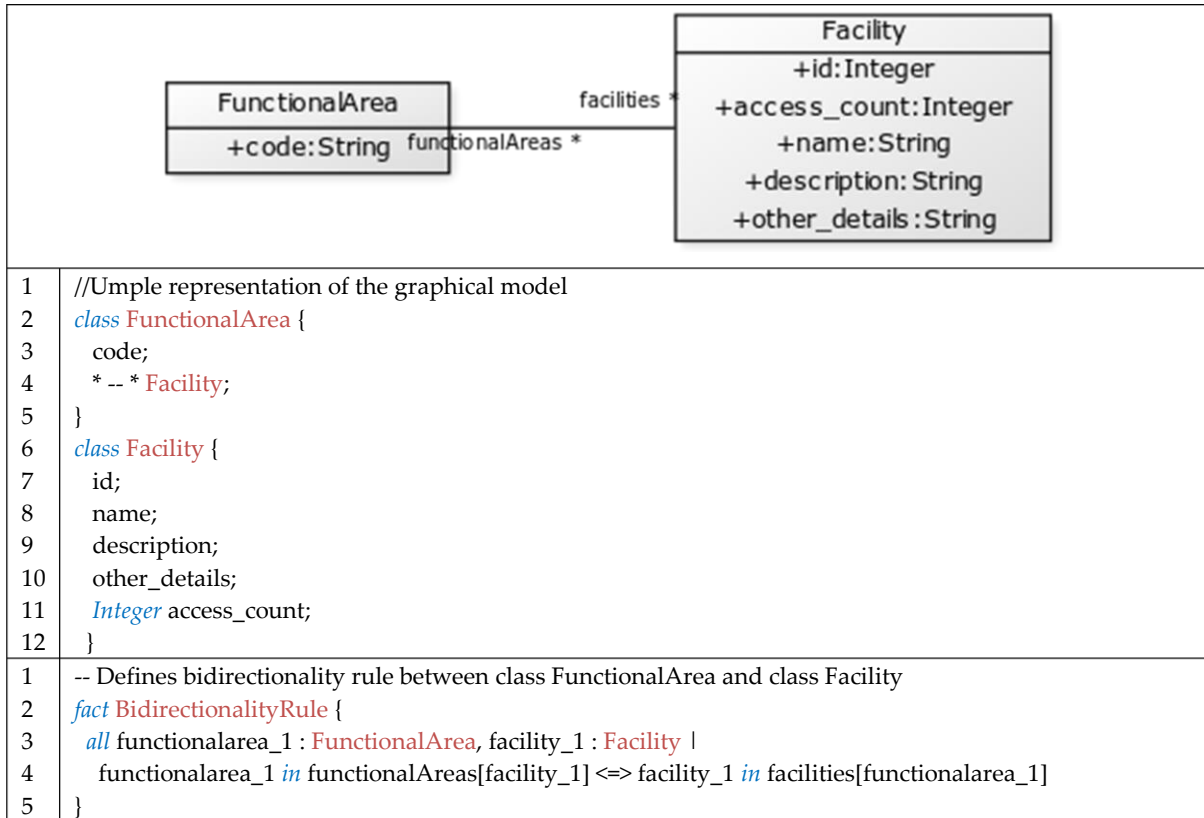 Facility
+id:Integer
+access_count:Integer
+name:String
+description:String
+other_details:String
FunctionalArea
+code:String
facilities *
functionalAreas *
1 //Umple representation of the graphical model
2 class FunctionalArea {
3 code;
4 * -- * Facility;
5 }
6 class Facility {
7 id;
8 name;
9 description;
10 other_details;
11 Integer access_count;
12 }
1 -- Defines bidirectionality rule between class FunctionalArea and class Facility
2 fact BidirectionalityRule {
3 all functionalarea_1 : FunctionalArea, facility_1 : Facility |
4 functionalarea_1 in functionalAreas[facility_1] <=> facility_1 in facilities[functionalarea_1]
5 }